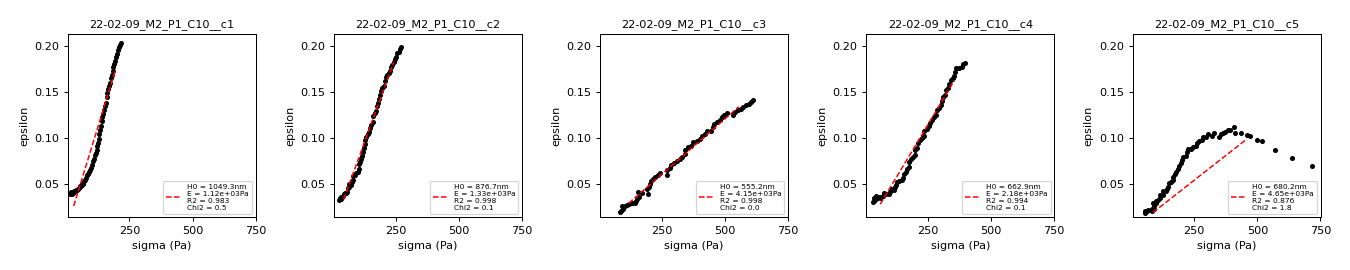 22-02-09_M2_P1_C10__c1
0.20
0.15
0.10
0.05
epsilon
H0 = 1049.3nm
E = 1.12e+03Pa
R2 = 0.983
Chi2 = 0.5
250 500 750
sigma (Pa)
22-02-09_M2_P1_C10__c2
0.20
0.15
0.10
0.05
epsilon
H0 = 876.7nm
E = 1.33e+03Pa
R2 = 0.998
Chi2 = 0.1
250 500 750
sigma (Pa)
22-02-09_M2_P1_C10__c3
0.20
0.15
0.10
0.05
epsilon
H0 = 555.2nm
E = 4.15e+03Pa
R2 = 0.998
Chi2 = 0.0
250 500 750
sigma (Pa)
22-02-09_M2_P1_C10__c4
0.20
0.15
0.10
0.05
epsilon
H0 = 662.9nm
E = 2.18e+03Pa
R2 = 0.994
Chi2 = 0.1
250 500 750
sigma (Pa)
22-02-09_M2_P1_C10__c5
0.20
0.15
0.10
0.05
epsilon
H0 = 680.2nm
E = 4.65e+03Pa
R2 = 0.876
Chi2 = 1.8
250 500 750
sigma (Pa)